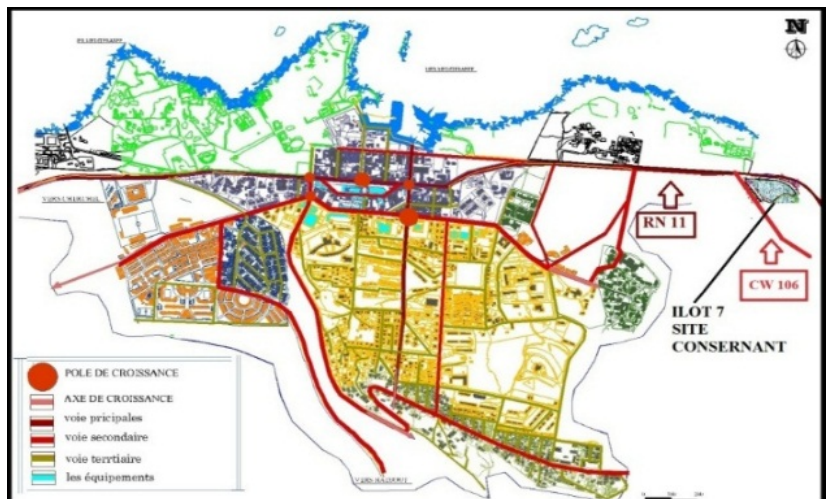 N
RN 11
CW 106
ILOT 7
SITE
CONSERNANT
POLE DE CROISSANCE
AXE DE CROISSANCE
voie pricipales
voie secondaire
voie terrtiaire
les équipements